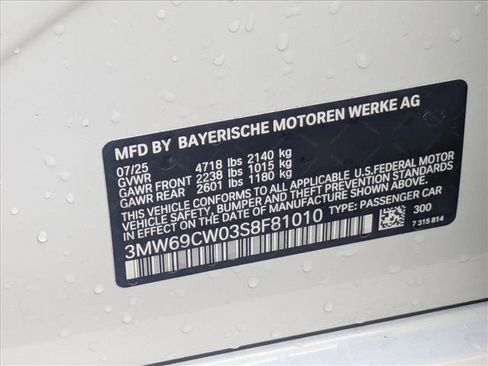 MFD BY BAYERISCHE MOTOREN WERKE AG
07/25
GVWR 4718 lbs 2140 kg
GAWR FRONT 2238 lbs 1015 kg
GAWR REAR 2601 lbs 1180 kg
THIS VEHICLE CONFORMS TO ALL APPLICABLE U.S.FEDERAL MOTOR
VEHICLE SAFETY, BUMPER AND THEFT PREVENTION STANDARDS IN
EFFECT ON THE DATE OF MANUFACTURE SHOWN ABOVE.
3MW69CW03S8F81010 TYPE: PASSENGER CAR
300
7 315 814